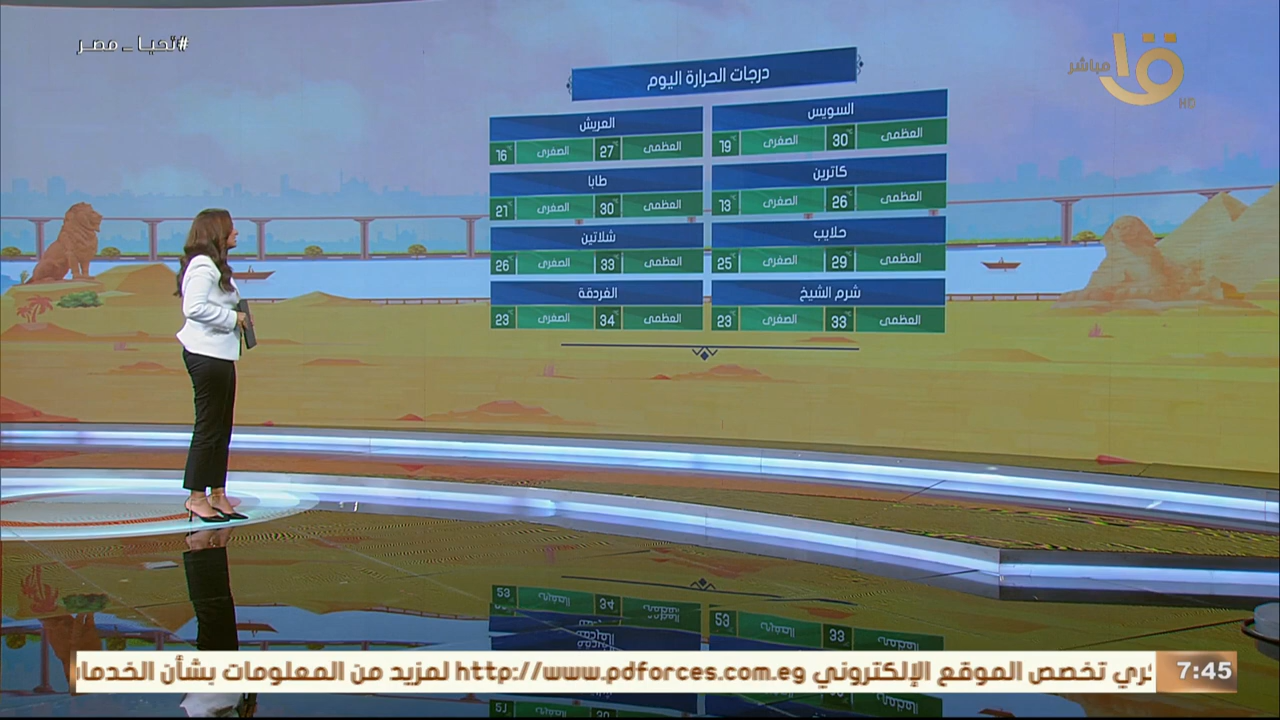 #تحيا_مصر
مباشر
HD
درجات الحرارة اليوم
السويس
العظمى 30°C الصغرى 19°C
العريش
العظمى 27°C الصغرى 16°C
كاترين
العظمى 26°C الصغرى 13°C
طابا
العظمى 30°C الصغرى 21°C
حلايب
العظمى 29°C الصغرى 25°C
شلاتين
العظمى 33°C الصغرى 26°C
شرم الشيخ
العظمى 33°C الصغرى 23°C
الغردقة
العظمى 34°C الصغرى 23°C
7:45
كري تخصص الموقع الإلكتروني http://www.pdforces.com.eg لمزيد من المعلومات بشأن الخدما